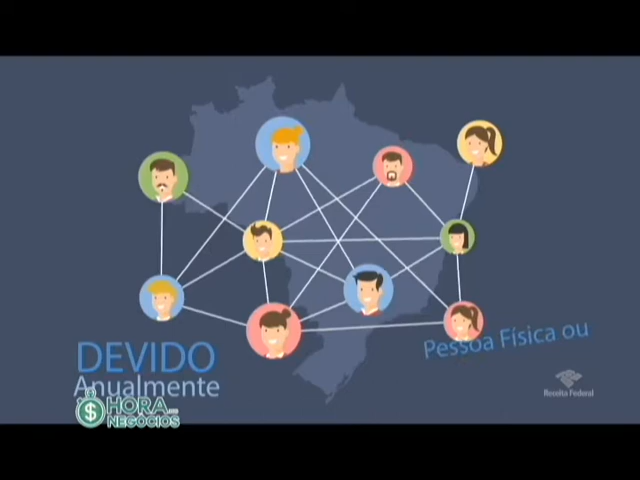 Pessoa Física ou
DEVIDO
Anualmente
$ HORA...
NEGÓCIOS
Receita Federal